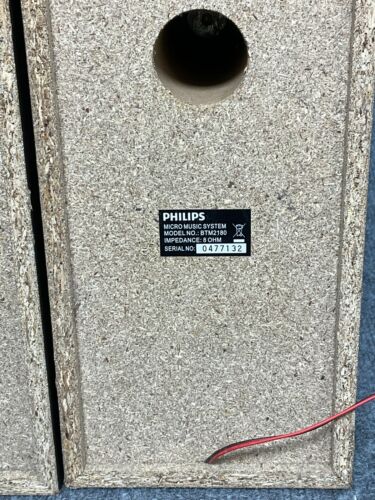 PHILIPS
MICRO MUSIC SYSTEM
MODEL NO.: BTM2180
IMPEDANCE: 8 OHM
SERIAL NO: 0477132